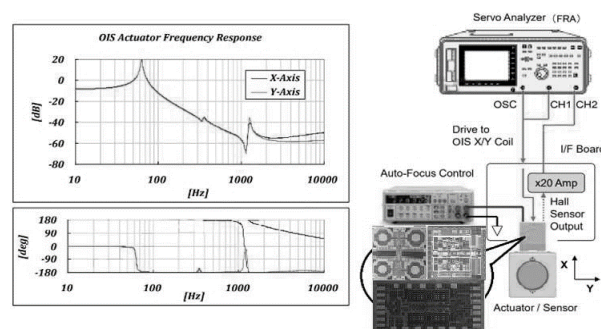 OIS Actuator Frequency Response
20
0
-20
-40
-60
-80
[dB]
X-Axis
Y-Axis
10
100
1000
10000
[Hz]
180
90
0
-90
-180
[deg]
10
100
1000
10000
[Hz]
Servo Analyzer (FRA)
OSC
CH1
CH2
Drive to
OIS X/Y Coil
I/F Board
Auto-Focus Control
x20 Amp
Hall
Sensor
Output
X
Y
Actuator / Sensor